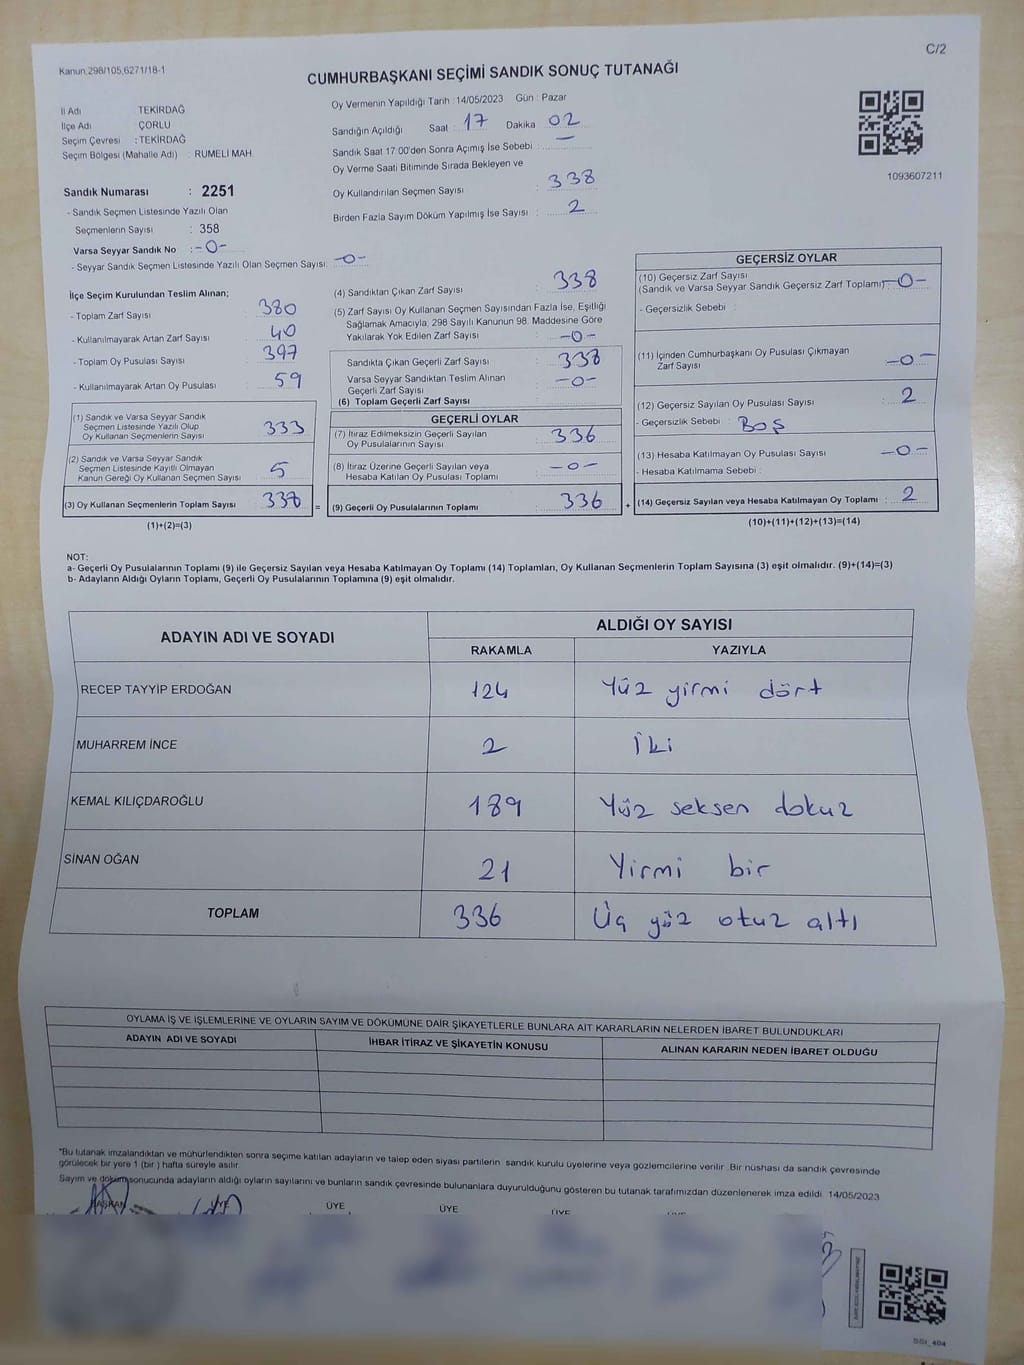 C/2
Kanun,298/105,6271/18-1
CUMHURBAŞKANI SEÇİMİ SANDIK SONUÇ TUTANAĞI
İl Adı TEKİRDAĞ
İlçe Adı ÇORLU
Seçim Çevresi : TEKİRDAĞ
Seçim Bölgesi (Mahalle Adı) : RUMELİ MAH.
Sandık Numarası : 2251
- Sandık Seçmen Listesinde Yazılı Olan
Seçmenlerin Sayısı : 358
Varsa Seyyar Sandık No : -0-
- Seyyar Sandık Seçmen Listesinde Yazılı Olan Seçmen Sayısı: -0-
Oy Vermenin Yapıldığı Tarih : 14/05/2023 Gün : Pazar
Sandığın Açıldığı Saat : 17 Dakika : 02
Sandık Saat 17:00'den Sonra Açılmış İse Sebebi : —
Oy Verme Saati Bitiminde Sırada Bekleyen ve
Oy Kullandırılan Seçmen Sayısı : 338
Birden Fazla Sayım Döküm Yapılmış İse Sayısı : 2
1093607211
İlçe Seçim Kurulundan Teslim Alınan;
- Toplam Zarf Sayısı : 380
- Kullanılmayarak Artan Zarf Sayısı : 40
- Toplam Oy Pusulası Sayısı : 397
- Kullanılmayarak Artan Oy Pusulası : 59
(1) Sandık ve Varsa Seyyar Sandık
Seçmen Listesinde Yazılı Olup
Oy Kullanan Seçmenlerin Sayısı : 333
(2) Sandık ve Varsa Seyyar Sandık
Seçmen Listesinde Kayıtlı Olmayan
Kanun Gereği Oy Kullanan Seçmen Sayısı : 5
(3) Oy Kullanan Seçmenlerin Toplam Sayısı : 338
(1)+(2)=(3)
(4) Sandıktan Çıkan Zarf Sayısı : 338
(5) Zarf Sayısı Oy Kullanan Seçmen Sayısından Fazla İse, Eşitliği
Sağlamak Amacıyla, 298 Sayılı Kanunun 98. Maddesine Göre
Yakılarak Yok Edilen Zarf Sayısı : -0-
Sandıkta Çıkan Geçerli Zarf Sayısı : 338
Varsa Seyyar Sandıktan Teslim Alınan
Geçerli Zarf Sayısı : -0-
(6) Toplam Geçerli Zarf Sayısı :
GEÇERLİ OYLAR
(7) İtiraz Edilmeksizin Geçerli Sayılan
Oy Pusulalarının Sayısı : 336
(8) İtiraz Üzerine Geçerli Sayılan veya
Hesaba Katılan Oy Pusulası Toplamı : -0-
= (9) Geçerli Oy Pusulalarının Toplamı : 336
GEÇERSİZ OYLAR
(10) Geçersiz Zarf Sayısı
(Sandık ve Varsa Seyyar Sandık Geçersiz Zarf Toplamı) -0-
- Geçersizlik Sebebi :
(11) İçinden Cumhurbaşkanı Oy Pusulası Çıkmayan
Zarf Sayısı : -0-
(12) Geçersiz Sayılan Oy Pusulası Sayısı : 2
- Geçersizlik Sebebi : BOŞ
(13) Hesaba Katılmayan Oy Pusulası Sayısı : -0-
- Hesaba Katılmama Sebebi :
+ (14) Geçersiz Sayılan veya Hesaba Katılmayan Oy Toplamı : 2
(10)+(11)+(12)+(13)=(14)
NOT:
a- Geçerli Oy Pusulalarının Toplamı (9) ile Geçersiz Sayılan veya Hesaba Katılmayan Oy Toplamı (14) Toplamları, Oy Kullanan Seçmenlerin Toplam Sayısına (3) eşit olmalıdır. (9)+(14)=(3)
b- Adayların Aldığı Oyların Toplamı, Geçerli Oy Pusulalarının Toplamına (9) eşit olmalıdır.
ADAYIN ADI VE SOYADI ALDIĞI OY SAYISI
RAKAMLA YAZIYLA
RECEP TAYYİP ERDOĞAN 124 Yüz yirmi dört
MUHARREM İNCE 2 İki
KEMAL KILIÇDAROĞLU 189 Yüz seksen dokuz
SİNAN OĞAN 21 Yirmi bir
TOPLAM 336 Üç yüz otuz altı
OYLAMA İŞ VE İŞLEMLERİNE VE OYLARIN SAYIM VE DÖKÜMÜNE DAİR ŞİKAYETLERLE BUNLARA AİT KARARLARIN NELERDEN İBARET BULUNDUKLARI
ADAYIN ADI VE SOYADI İHBAR İTİRAZ VE ŞİKAYETİN KONUSU ALINAN KARARIN NEDEN İBARET OLDUĞU
*Bu tutanak imzalandıktan ve mühürlendikten sonra seçime katılan adayların ve talep eden siyasi partilerin sandık kurulu üyelerine veya gözlemcilerine verilir. Bir nüshası da sandık çevresinde
görülecek bir yere 1 (bir) hafta süreyle asılır.
Sayım ve döküm sonucunda adayların aldığı oyların sayılarını ve bunların sandık çevresinde bulunanlara duyurulduğunu gösteren bu tutanak tarafımızdan düzenlenerek imza edildi. 14/05/2023
BAŞKAN ÜYE ÜYE ÜYE ÜYE
SSİ_404